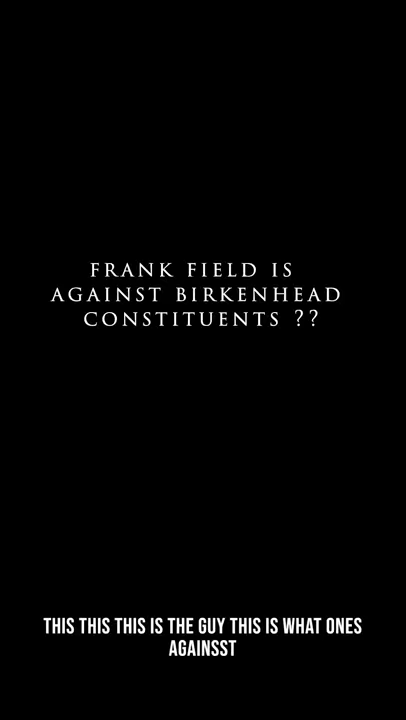 FRANK FIELD IS
AGAINST BIRKENHEAD
CONSTITUENTS ??
THIS THIS THIS IS THE GUY THIS IS WHAT ONES
AGAINSST